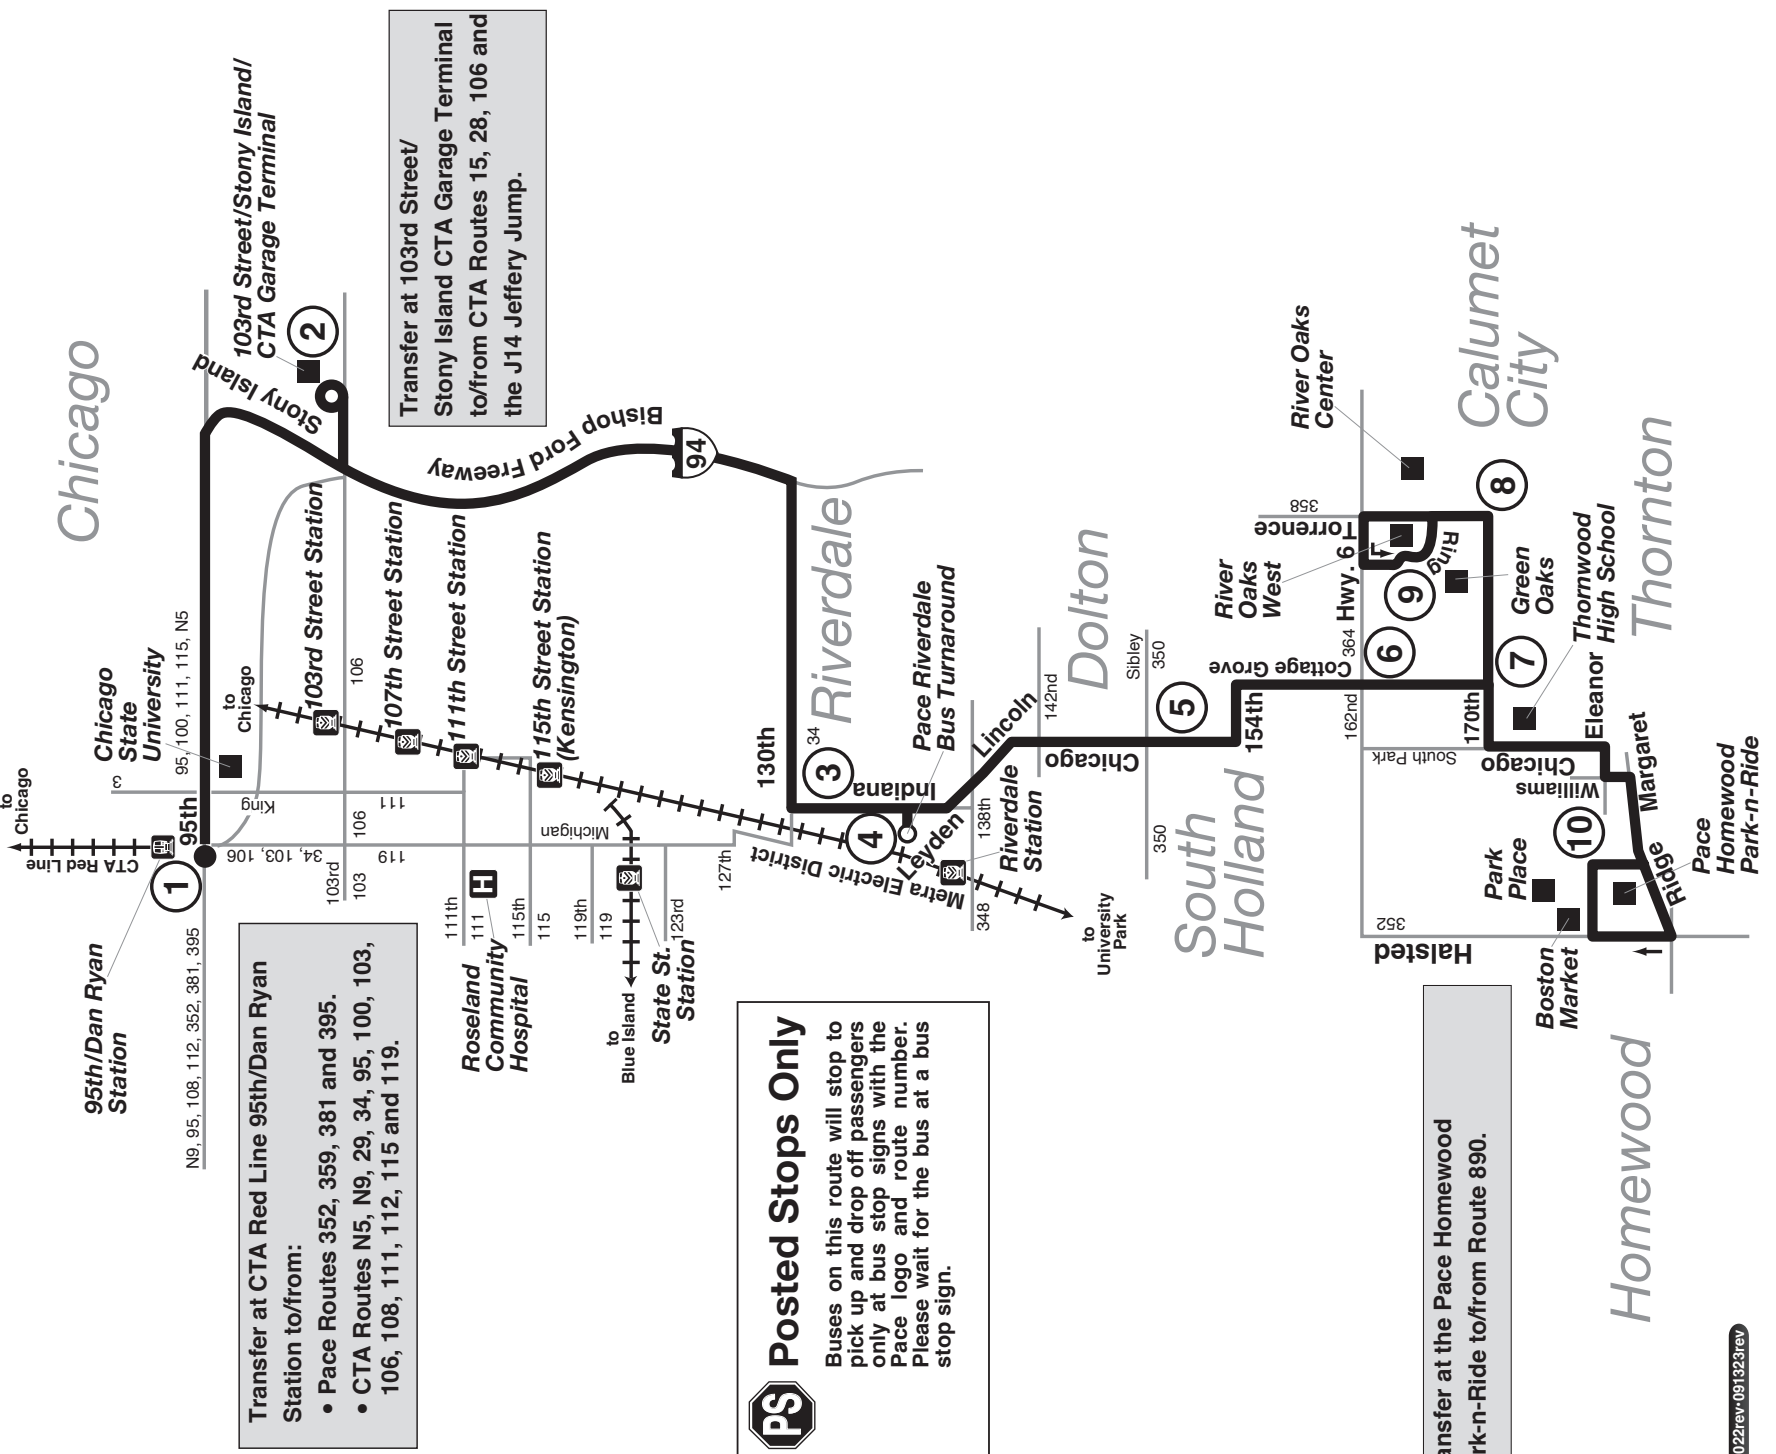 Chicago
to
Chicago
CTA Red Line
95th/Dan Ryan
Station
1
95th
N9, 95, 108, 112, 352, 381, 395
95, 100, 111, 115, N5
Chicago
State
University
3
King
111
34, 103, 106
119
Stony Island
103rd Street/Stony Island/
CTA Garage Terminal
2
to
Chicago
103rd Street Station
107th Street Station
111th Street Station
115th Street Station
(Kensington)
103rd
103
106
106
111th
111
115th
115
119th
119
123rd
127th
Michigan
Roseland
Community
Hospital
H
to
Blue Island
State St.
Station
Bishop Ford Freeway
94
Transfer at 103rd Street/
Stony Island CTA Garage Terminal
to/from CTA Routes 15, 28, 106 and
the J14 Jeffery Jump.
Transfer at CTA Red Line 95th/Dan Ryan
Station to/from:
• Pace Routes 352, 359, 381 and 395.
• CTA Routes N5, N9, 29, 34, 95, 100, 103,
106, 108, 111, 112, 115 and 119.
PS Posted Stops Only
Buses on this route will stop to
pick up and drop off passengers
only at bus stop signs with the
Pace logo and route number.
Please wait for the bus at a bus
stop sign.
130th
34
3
Indiana
Riverdale
Pace Riverdale
Bus Turnaround
4
Metra Electric District
Leyden
138th
348
Riverdale
Station
to
University
Park
Lincoln
142nd
Dolton
Chicago
Sibley
350
350
5
South
Holland
154th
Cottage Grove
162nd
364
Hwy. 6
6
Torrence
358
River
Oaks
West
River Oaks
Center
Ring
9
Green
Oaks
8
Calumet
City
170th
7
South Park
Chicago
Thornwood
High School
Thornton
Eleanor
Williams
Margaret
10
Ridge
Pace
Homewood
Park-n-Ride
Park
Place
Boston
Market
Halsted
352
Homewood
ansfer at the Pace Homewood
rk-n-Ride to/from Route 890.
022rev•091323rev